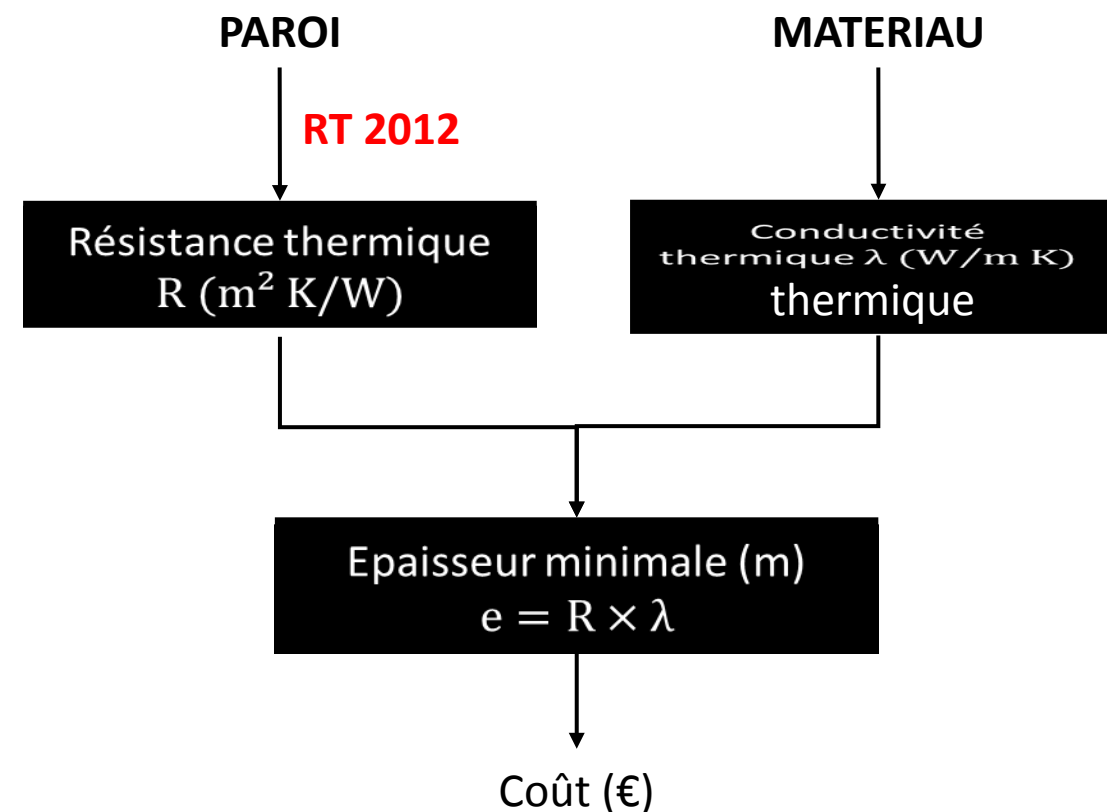 PAROI
MATERIAU
RT 2012
Résistance thermique
R (m² K/W)
Conductivité
thermique λ (W/m K)
thermique
Epaisseur minimale (m)
e = R × λ
Coût (€)